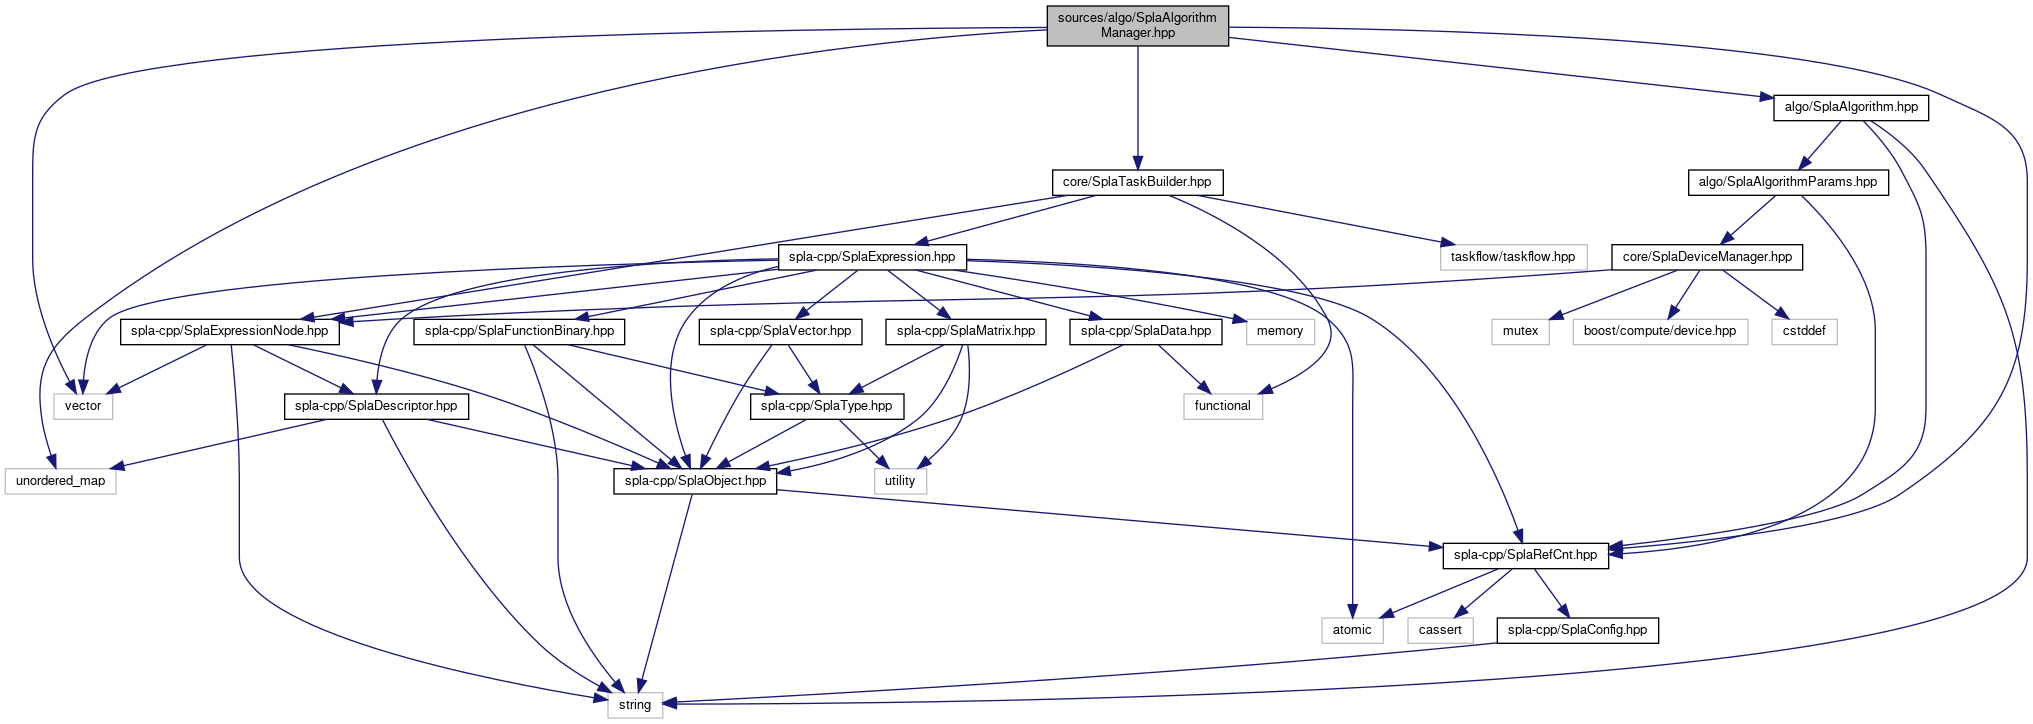 sources/algo/SplaAlgorithm
Manager.hpp
algo/SplaAlgorithm.hpp
core/SplaTaskBuilder.hpp
algo/SplaAlgorithmParams.hpp
spla-cpp/SplaExpression.hpp
taskflow/taskflow.hpp
core/SplaDeviceManager.hpp
spla-cpp/SplaExpressionNode.hpp
spla-cpp/SplaFunctionBinary.hpp
spla-cpp/SplaVector.hpp
spla-cpp/SplaMatrix.hpp
spla-cpp/SplaData.hpp
memory
mutex
boost/compute/device.hpp
cstddef
vector
spla-cpp/SplaDescriptor.hpp
spla-cpp/SplaType.hpp
functional
unordered_map
spla-cpp/SplaObject.hpp
utility
spla-cpp/SplaRefCnt.hpp
atomic
cassert
spla-cpp/SplaConfig.hpp
string